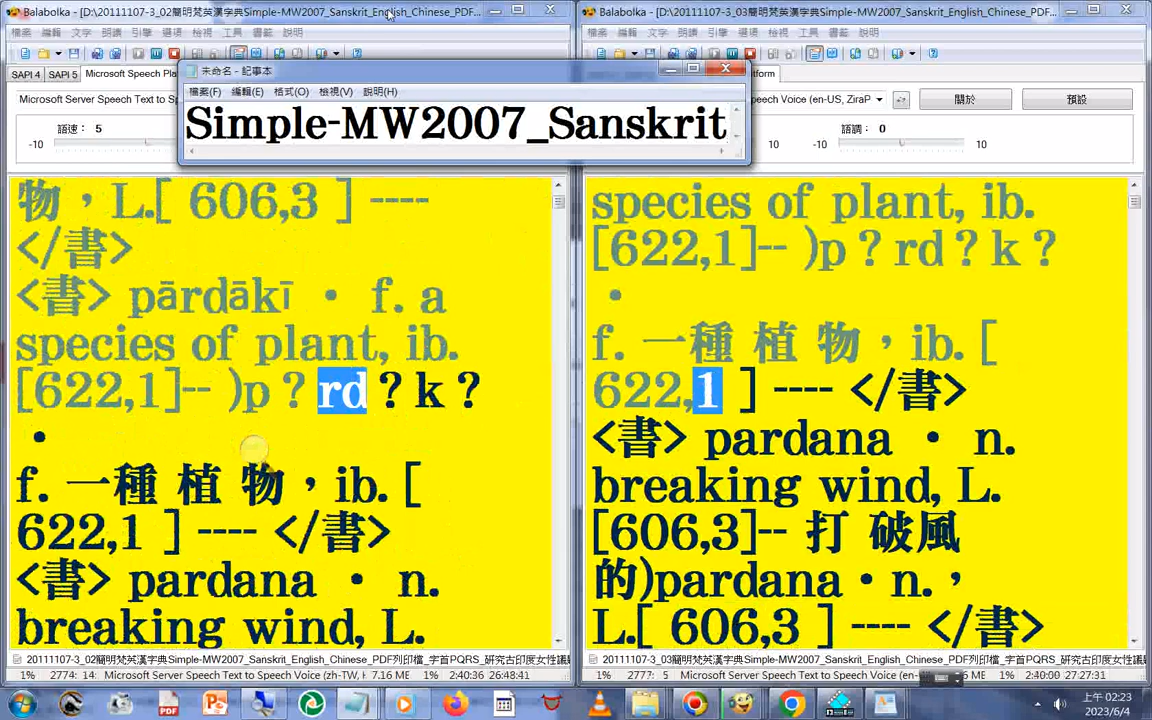 Balabolka - [D:\20111107-3_02簡明梵英漢字典Simple-MW2007_Sanskrit_English_Chinese_PDF...
檔案 編輯 文字 朗讀 引擎 選項 檢視 工具 書籤 說明
SAPI 4 SAPI 5 Microsoft Speech Plat
Microsoft Server Speech Text to Sp
語速： 5
-10
物，L.[ 606,3 ] ----
</書>
<書> pārdākī • f. a
species of plant, ib.
[622,1]-- )p？rd？k？
•
f. 一種 植 物，ib. [
622,1 ] ---- </書>
<書> pardana • n.
breaking wind, L.
20111107-3_02簡明梵英漢字典Simple-MW2007_Sanskrit_English_Chinese_PDF列印檔_字首PQRS_研究古印度女性議
1% 2774: 14: Microsoft Server Speech Text to Speech Voice (zh-TW, H 7.16 MB 1% 2:40:36 26:48:41
未命名 - 記事本
檔案(F) 編輯(E) 格式(O) 檢視(V) 說明(H)
Simple-MW2007_Sanskrit
Balabolka - [D:\20111107-3_03簡明梵英漢字典Simple-MW2007_Sanskrit_English_Chinese_PDF...
檔案 編輯 文字 朗讀 引擎 選項 檢視 工具 書籤 說明
tform
peech Voice (en-US, ZiraP 關於 預設
語調： 0
10 -10 10
species of plant, ib.
[622,1]-- )p？rd？k？
•
f. 一種 植 物，ib. [
622,1 ] ---- </書>
<書> pardana • n.
breaking wind, L.
[606,3]-- 打 破風
的)pardana•n.，
L.[ 606,3 ] ---- </書>
20111107-3_03簡明梵英漢字典Simple-MW2007_Sanskrit_English_Chinese_PDF列印檔_字首PQRS_研究古印度女性議
1% 2777: 5 Microsoft Server Speech Text to Speech Voice 1% 2:40:00 27:27:31
PDF
上午 02:23
2023/6/4